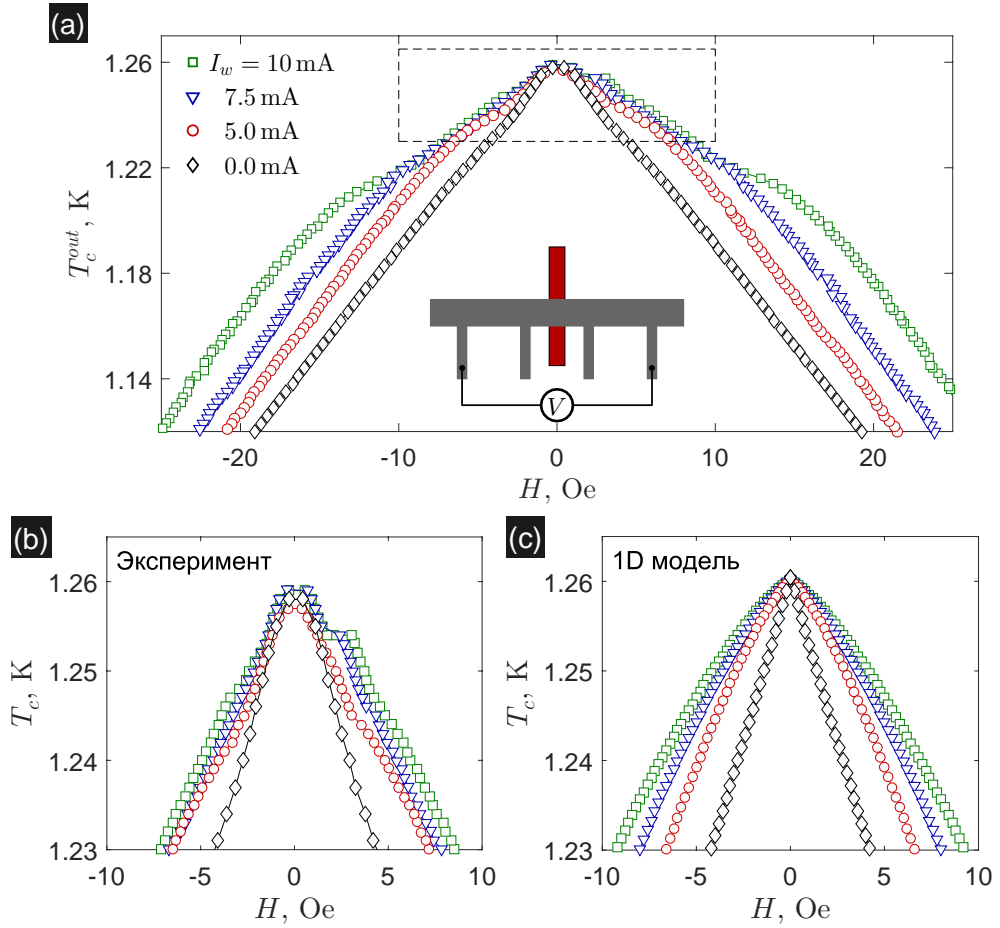 (a)
I_w = 10 mA
7.5 mA
5.0 mA
0.0 mA
T_c^{out}, K
1.26
1.22
1.18
1.14
V
-20 -10 0 10 20
H, Oe
(b)
Эксперимент
T_c, K
1.26
1.25
1.24
1.23
-10 -5 0 5 10
H, Oe
(c)
1D модель
T_c, K
1.26
1.25
1.24
1.23
-10 -5 0 5 10
H, Oe